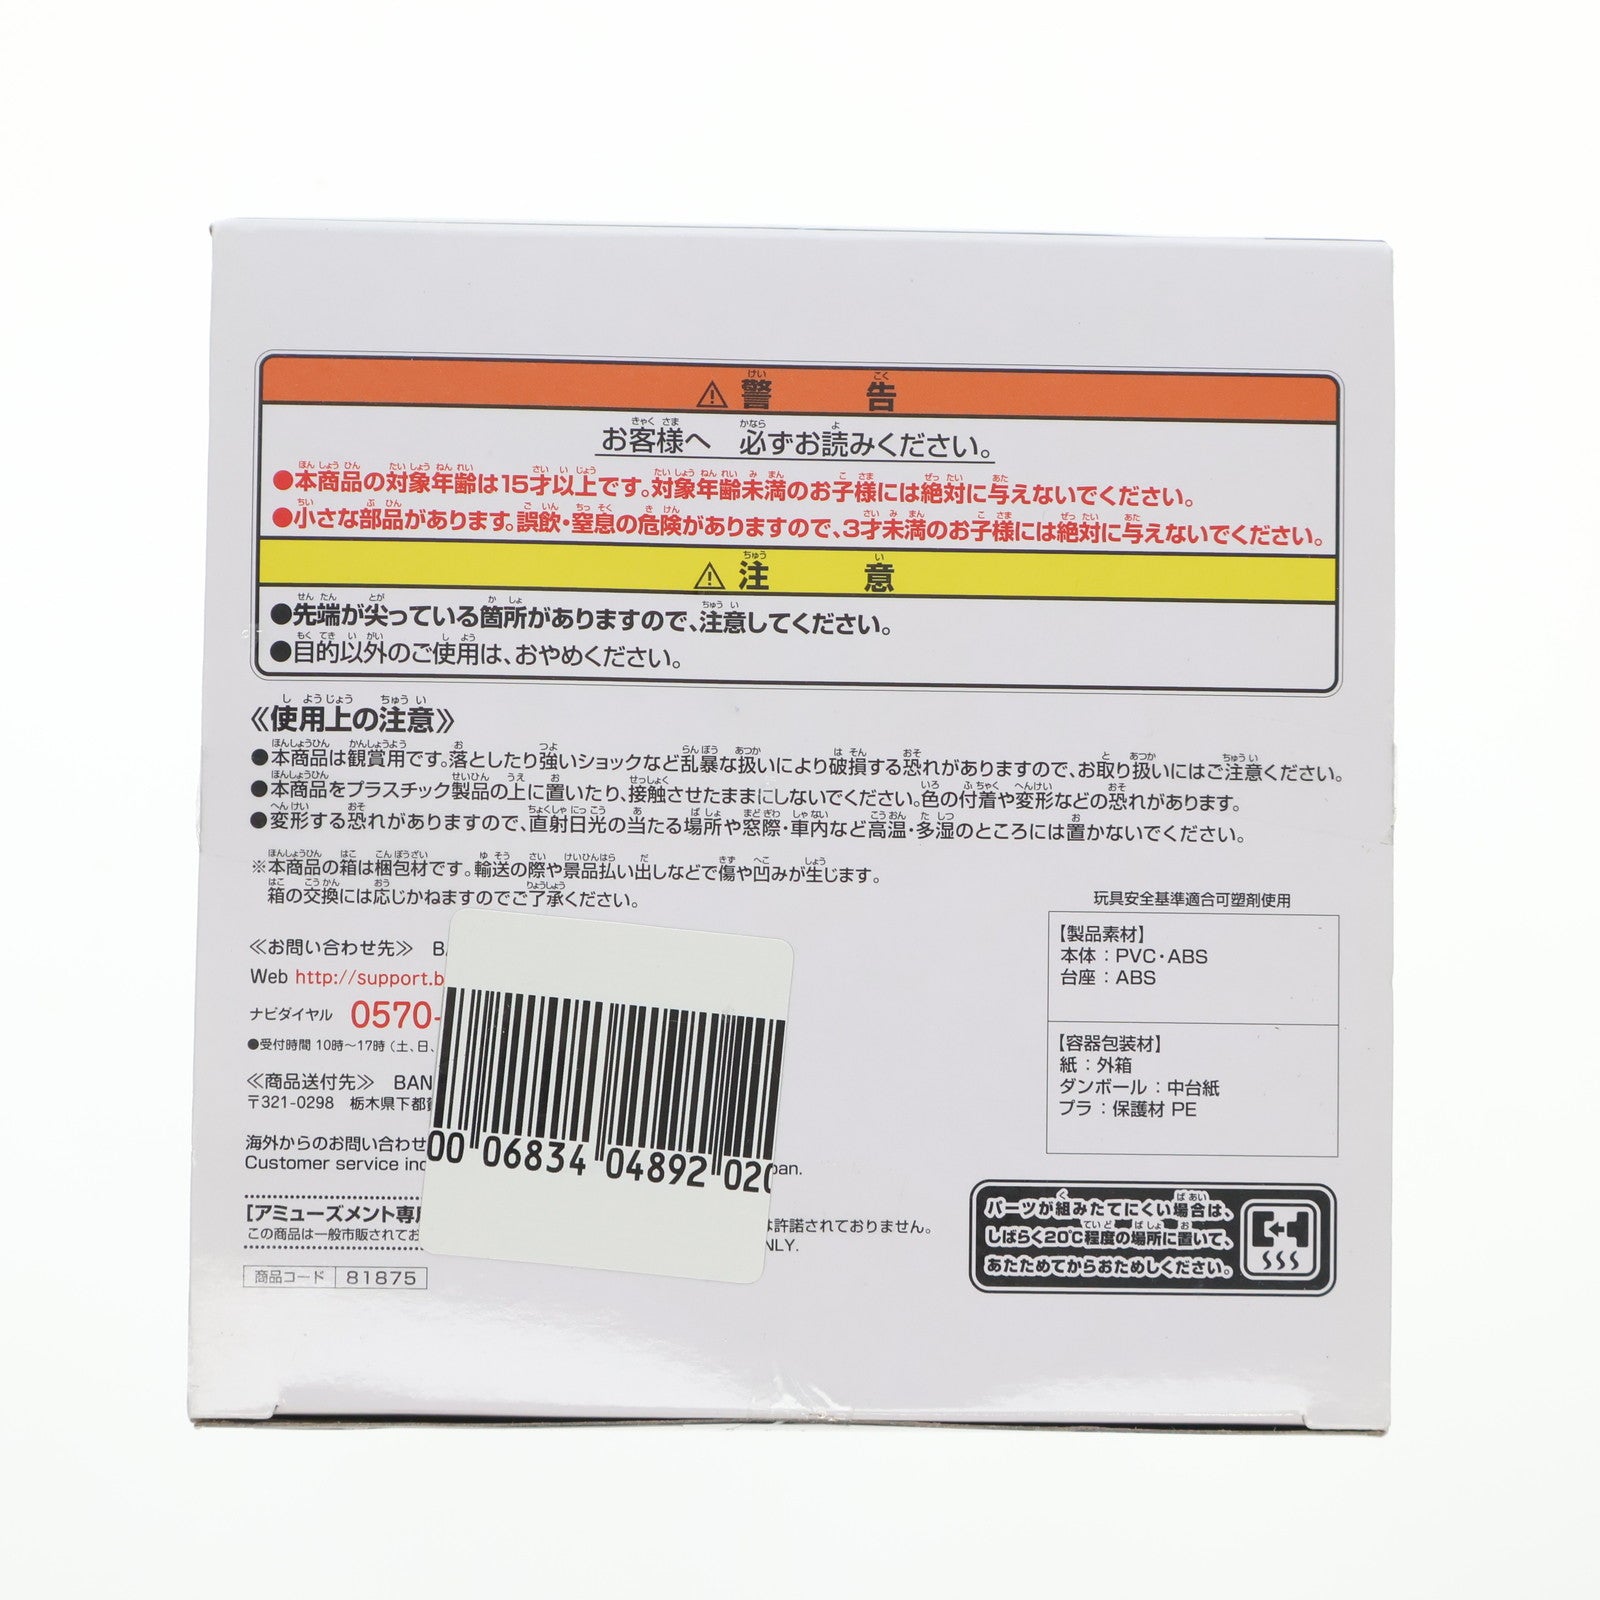 ⚠警告
お客様へ 必ずお読みください。
●本商品の対象年齢は15才以上です。対象年齢未満のお子様には絶対に与えないでください。
●小さな部品があります。誤飲・窒息の危険がありますので、3才未満のお子様には絶対に与えないでください。
⚠注意
●先端が尖っている箇所がありますので、注意してください。
●目的以外のご使用は、おやめください。
《使用上の注意》
●本商品は観賞用です。落としたり強いショックなど乱暴な扱いにより破損する恐れがありますので、お取り扱いにはご注意ください。
●本商品をプラスチック製品の上に置いたり、接触させたままにしないでください。色の付着や変形などの恐れがあります。
●変形する恐れがありますので、直射日光の当たる場所や窓際・車内など高温・多湿のところには置かないでください。
※本商品の箱は梱包材です。輸送の際や景品払い出しなどで傷や凹みが生じます。
箱の交換には応じかねますのでご了承ください。
≪お問い合わせ先≫
Web http://support.b
ナビダイヤル 0570-
●受付時間 10時～17時(土、日、
≪商品送付先≫ BAN
〒321-0298 栃木県下都
海外からのお問い合わせ
Customer service inc pan.
[アミューズメント専
この商品は一般市販されてお は許諾されておりません。
NLY.
商品コード 81875
00 06834 04892 020
玩具安全基準適合可塑剤使用
【製品素材】
本体：PVC・ABS
台座：ABS
【容器包装材】
紙：外箱
ダンボール：中台紙
プラ：保護材 PE
パーツが組みたてにくい場合は、
しばらく20℃程度の場所に置いて、
あたためてからおためしください。